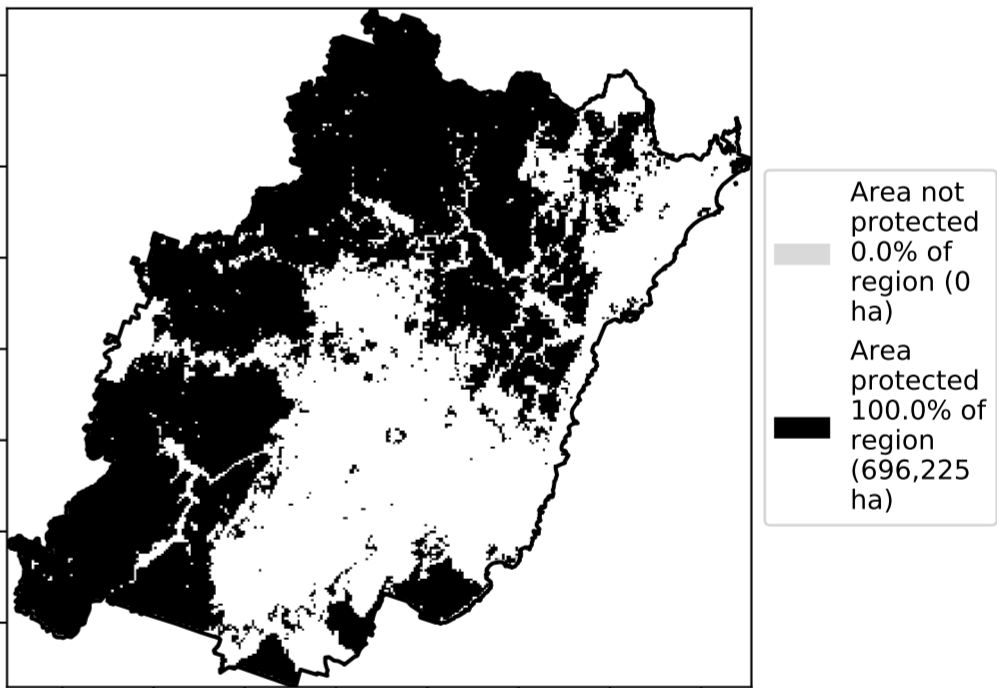 Area not
protected
0.0% of
region (0
ha)
Area
protected
100.0% of
region
(696,225
ha)